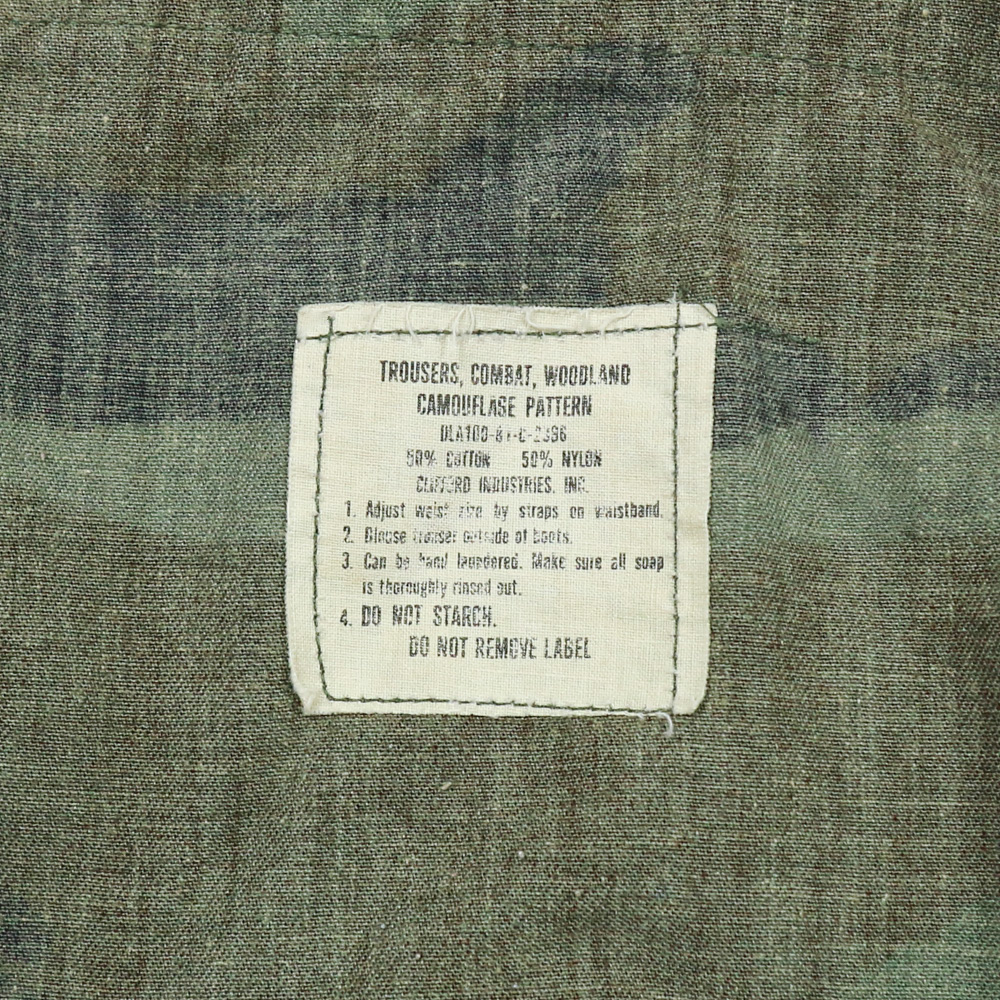 TROUSERS, COMBAT, WOODLAND
CAMOUFLASE PATTERN
50% COTTON 50% NYLON
CLIFFORD INDUSTRIES, INC.
1. Adjust waist size by straps on waistband.
2. Blouse trouser outside of boots.
3. Can be hand laundered. Make sure all soap
is thoroughly rinsed out.
4. DO NOT STARCH.
DO NOT REMOVE LABEL